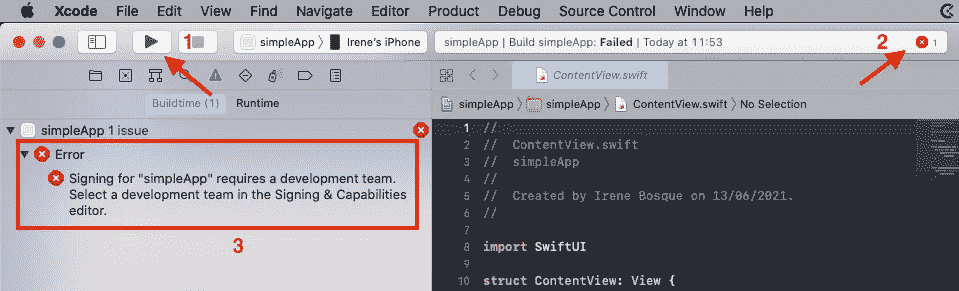 Xcode File Edit View Find Navigate Editor Product Debug Source Control Window Help
1
simpleApp 〉 Irene's iPhone
simpleApp | Build simpleApp: Failed | Today at 11:53
2
1
ContentView.swift
Buildtime (1) Runtime
simpleApp 〉 simpleApp 〉 ContentView.swift 〉 No Selection
simpleApp 1 issue
Error
Signing for "simpleApp" requires a development team.
Select a development team in the Signing & Capabilities
editor.
3
1 //
2 // ContentView.swift
3 // simpleApp
4 //
5 // Created by Irene Bosque on 13/06/2021.
6 //
7
8 import SwiftUI
9
10 struct ContentView: View {